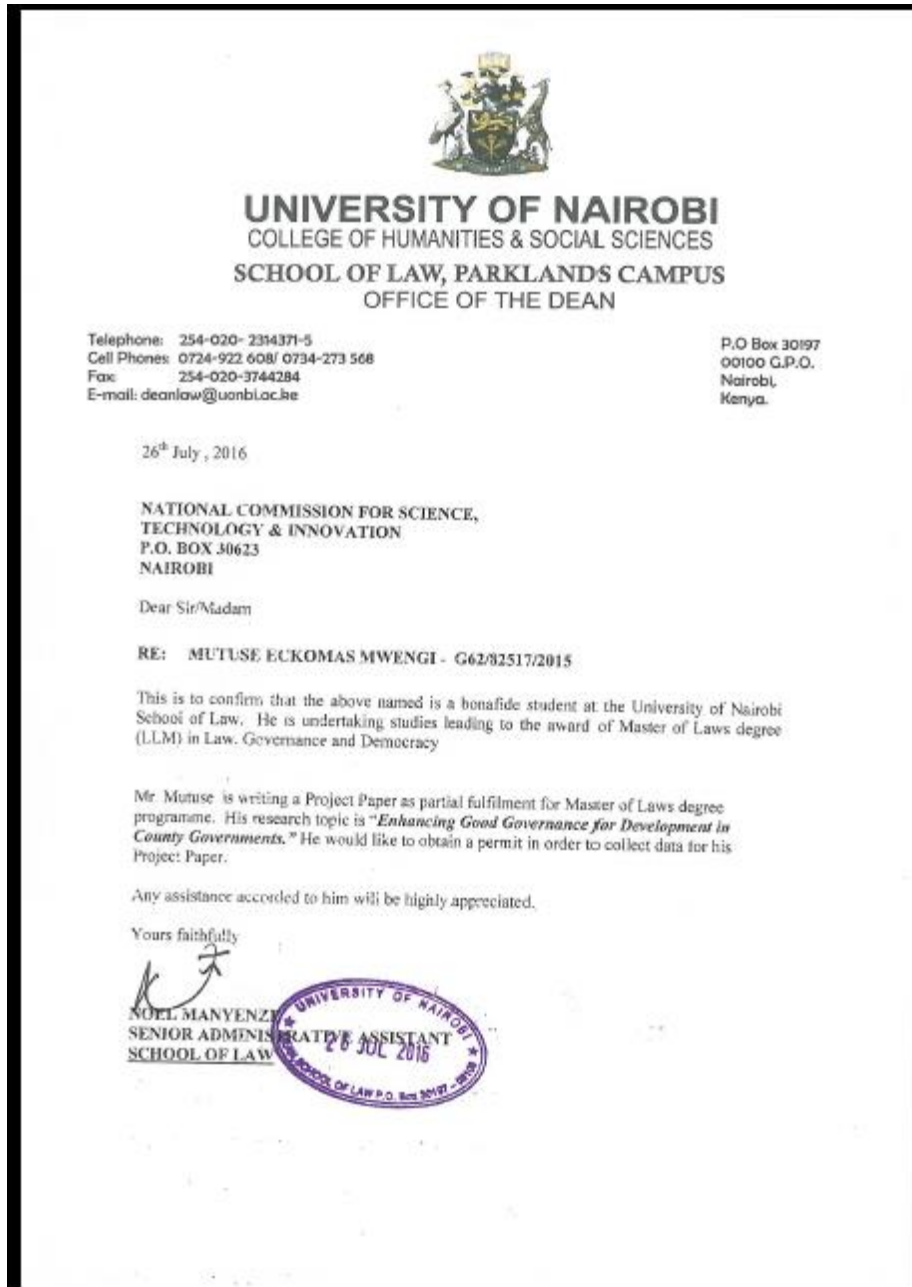 UNIVERSITY OF NAIROBI
COLLEGE OF HUMANITIES & SOCIAL SCIENCES
SCHOOL OF LAW, PARKLANDS CAMPUS
OFFICE OF THE DEAN
Telephone: 254-020- 2314371-5
Cell Phones: 0724-922 608/ 0734-273 568
Fax: 254-020-3744284
E-mail: deanlaw@uonbi.ac.ke
P.O Box 30197
00100 G.P.O.
Nairobi,
Kenya.
26th July , 2016
NATIONAL COMMISSION FOR SCIENCE,
TECHNOLOGY & INNOVATION
P.O. BOX 30623
NAIROBI
Dear Sir/Madam
RE: MUTUSE ECKOMAS MWENGI - G62/82517/2015
This is to confirm that the above named is a bonafide student at the University of Nairobi
School of Law. He is undertaking studies leading to the award of Master of Laws degree
(LLM) in Law. Governance and Democracy
Mr Mutuse is writing a Project Paper as partial fulfilment for Master of Laws degree
programme. His research topic is "Enhancing Good Governance for Development in
County Governments." He would like to obtain a permit in order to collect data for his
Project Paper.
Any assistance accorded to him will be highly appreciated.
Yours faithfully
NOEL MANYENZE
SENIOR ADMINISTRATIVE ASSISTANT
SCHOOL OF LAW
UNIVERSITY OF NAIROBI
26 JUL 2016
SCHOOL OF LAW P.O. Box 30197